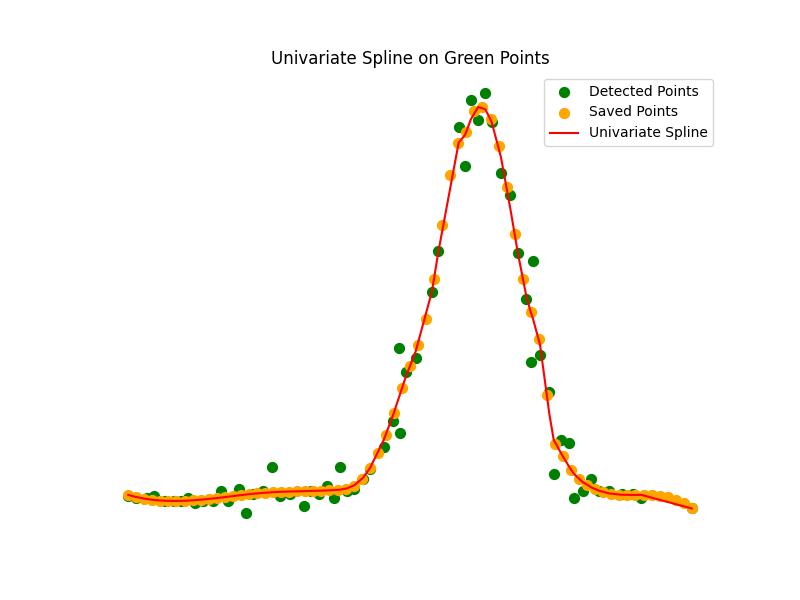 Univariate Spline on Green Points
Detected Points
Saved Points
Univariate Spline